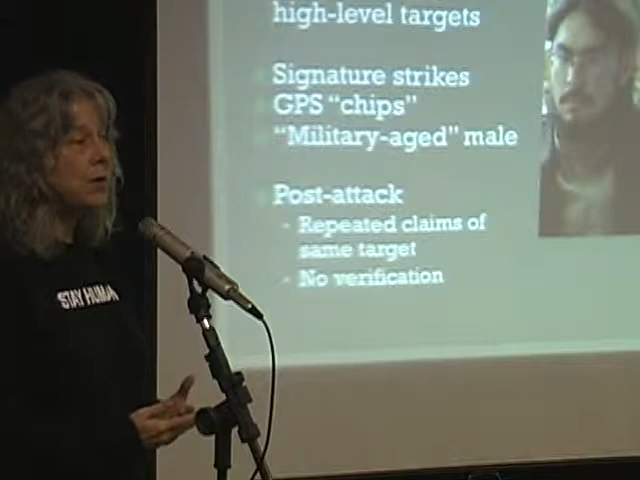 high-level targets
Signature strikes
GPS “chips”
“Military-aged” male
Post-attack
- Repeated claims of
same target
- No verification
STAY HUMA